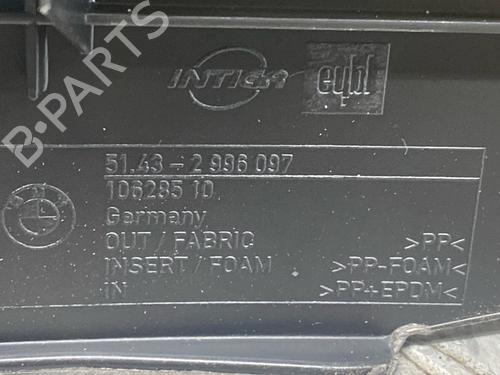 INTIER eybl
B-PARTS
51.43 - 2 996 097
106285 10
BMW
Germany
OUT / FABRIC >PP<
INSERT / FOAM >PP-FOAM<
IN >PP+EPDM<